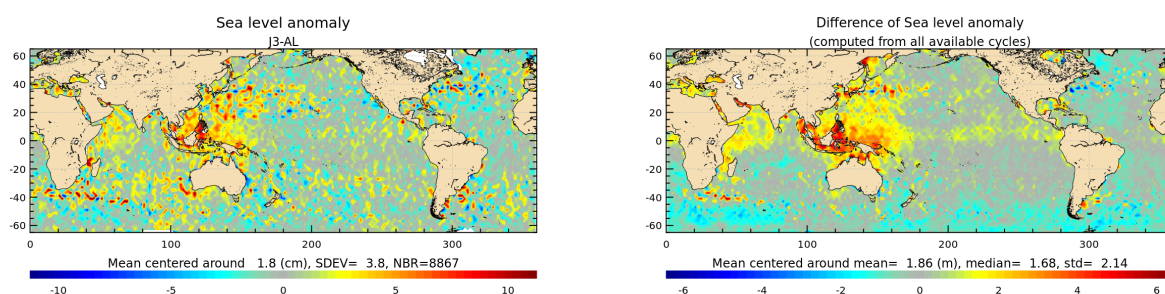 Sea level anomaly
J3-AL
60
40
20
0
-20
-40
-60
0 100 200 300
Mean centered around 1.8 (cm), SDEV= 3.8, NBR=8867
-10 -5 0 5 10
Difference of Sea level anomaly
(computed from all available cycles)
60
40
20
0
-20
-40
-60
0 100 200 300
Mean centered around mean= 1.86 (m), median= 1.68, std= 2.14
-6 -4 -2 0 2 4 6